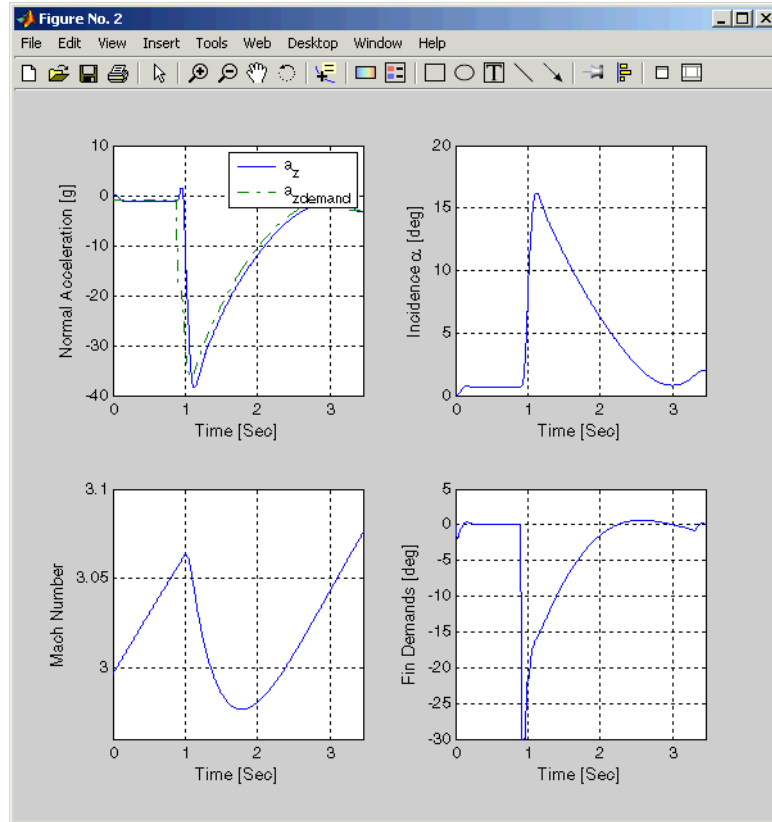 Figure No. 2
File Edit View Insert Tools Web Desktop Window Help
10
0
-10
-20
-30
-40
Normal Acceleration [g]
a_z
a_zdemand
0 1 2 3
Time [Sec]
20
15
10
5
0
Incidence α [deg]
0 1 2 3
Time [Sec]
3.1
3.05
3
Mach Number
0 1 2 3
Time [Sec]
5
0
-5
-10
-15
-20
-25
-30
Fin Demands [deg]
0 1 2 3
Time [Sec]